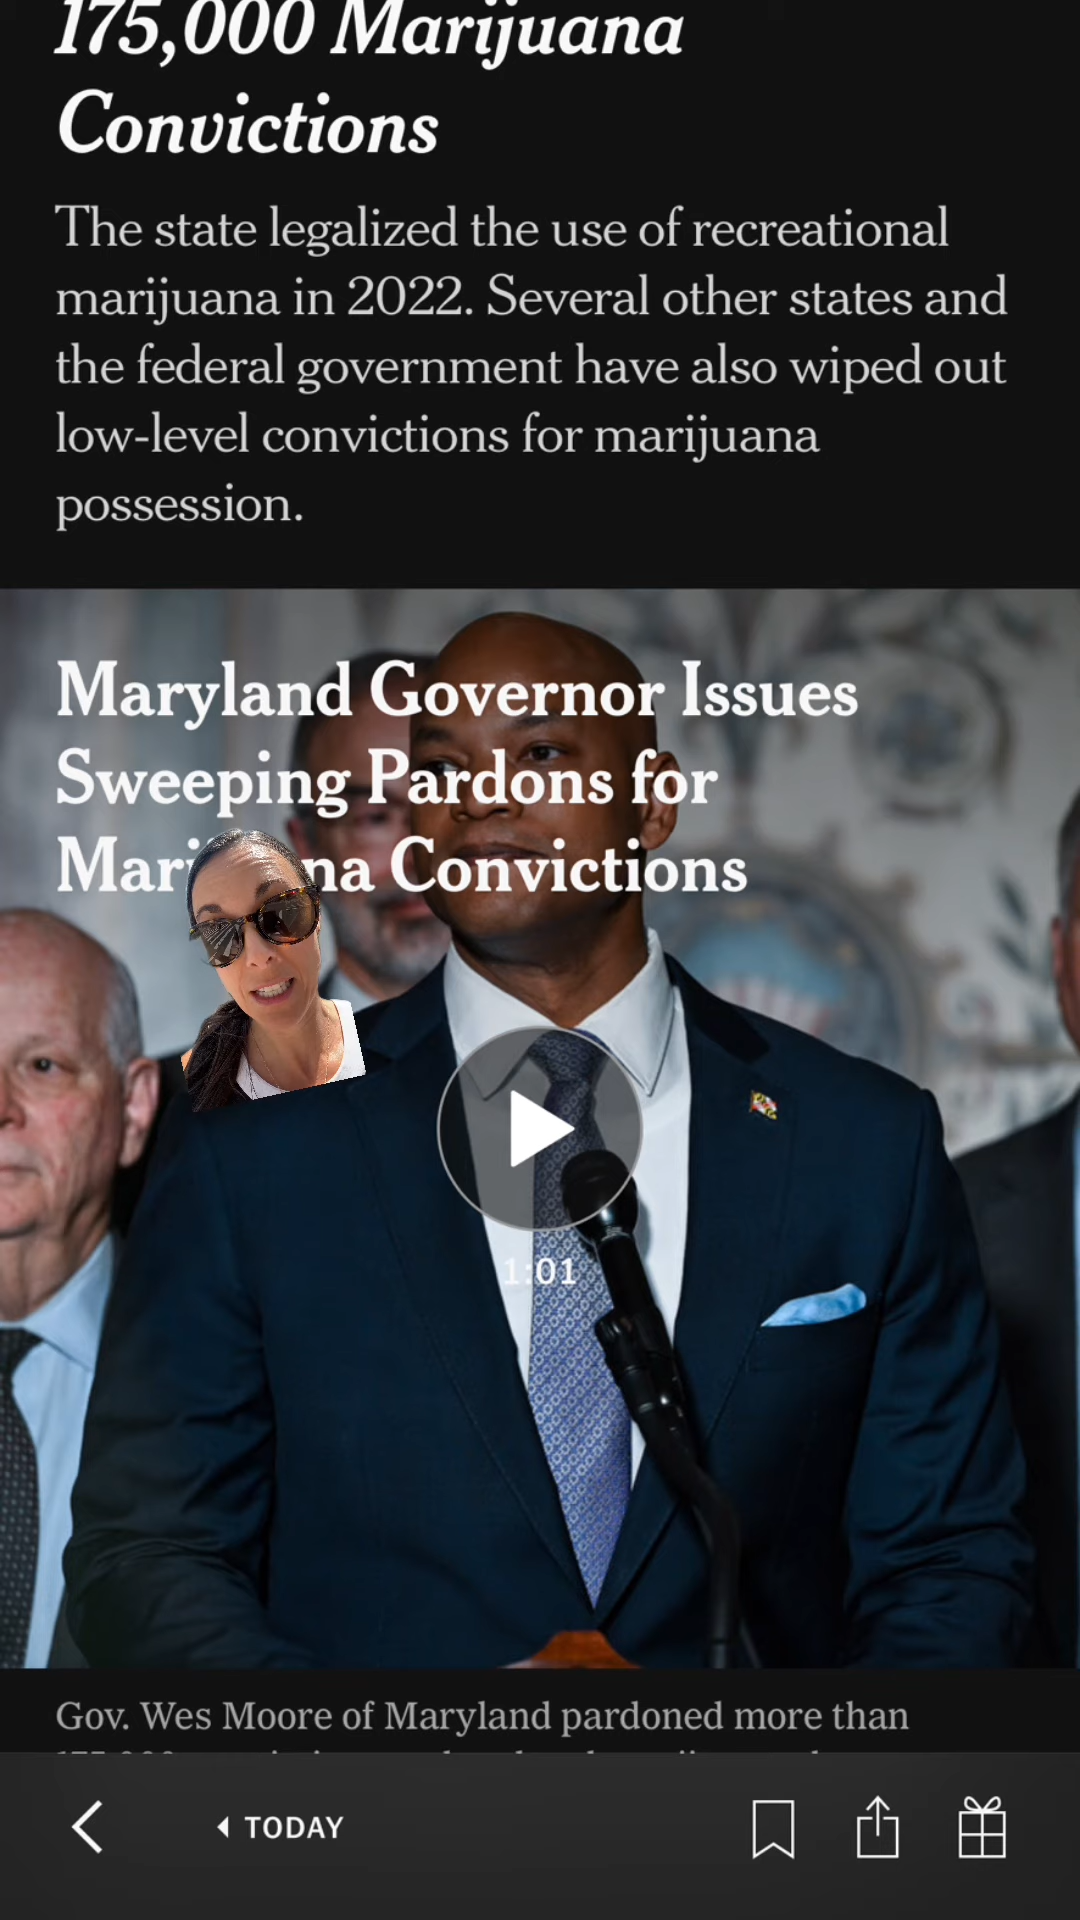 175,000 Marijuana
Convictions
The state legalized the use of recreational
marijuana in 2022. Several other states and
the federal government have also wiped out
low-level convictions for marijuana
possession.
Maryland Governor Issues
Sweeping Pardons for
Convictions
1:01
Gov. Wes Moore of Maryland pardoned more than
TODAY